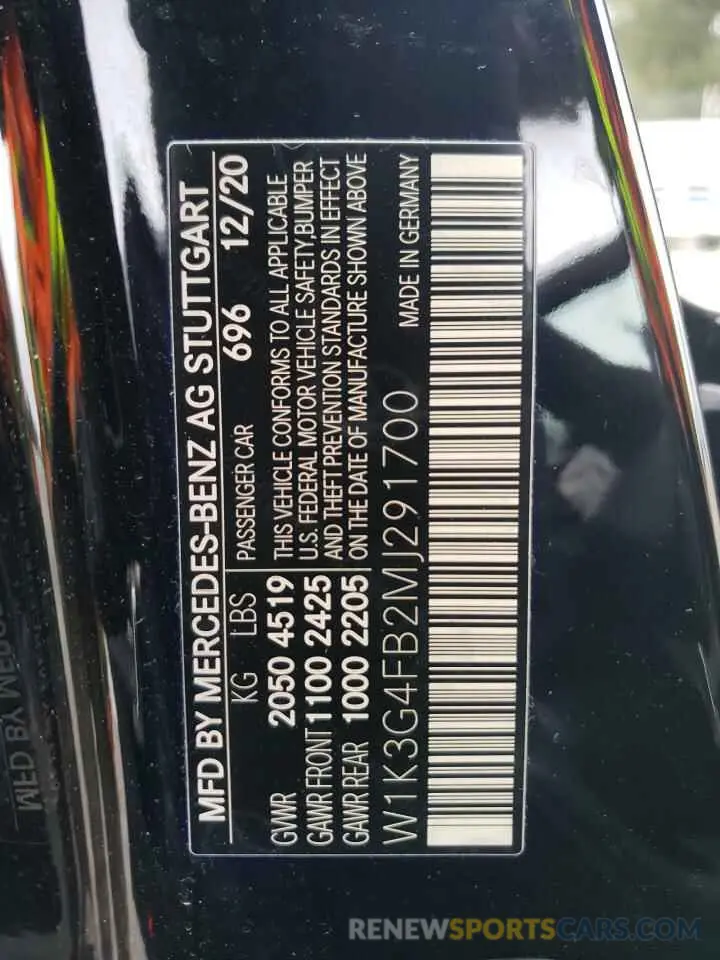 MFD BY MERCEDES-BENZ AG STUTTGART
KG LBS PASSENGER CAR 696 12/20
GVWR 2050 4519 THIS VEHICLE CONFORMS TO ALL APPLICABLE
GAWR FRONT 1100 2425 U.S. FEDERAL MOTOR VEHICLE SAFETY,BUMPER
AND THEFT PREVENTION STANDARDS IN EFFECT
GAWR REAR 1000 2205 ON THE DATE OF MANUFACTURE SHOWN ABOVE
W1K3G4FB2MJ291700 MADE IN GERMANY
MFD BY
RENEWSPORTSCARS.COM